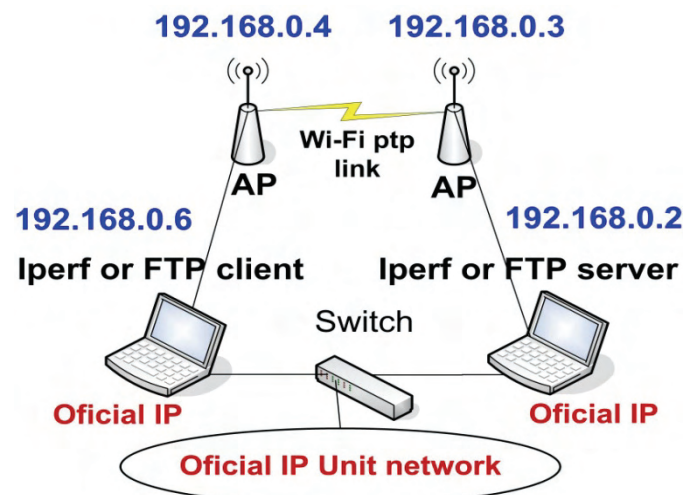 192.168.0.4
192.168.0.3
Wi-Fi ptp
link
AP
AP
192.168.0.6
192.168.0.2
Iperf or FTP client
Iperf or FTP server
Switch
Oficial IP
Oficial IP
Oficial IP Unit network